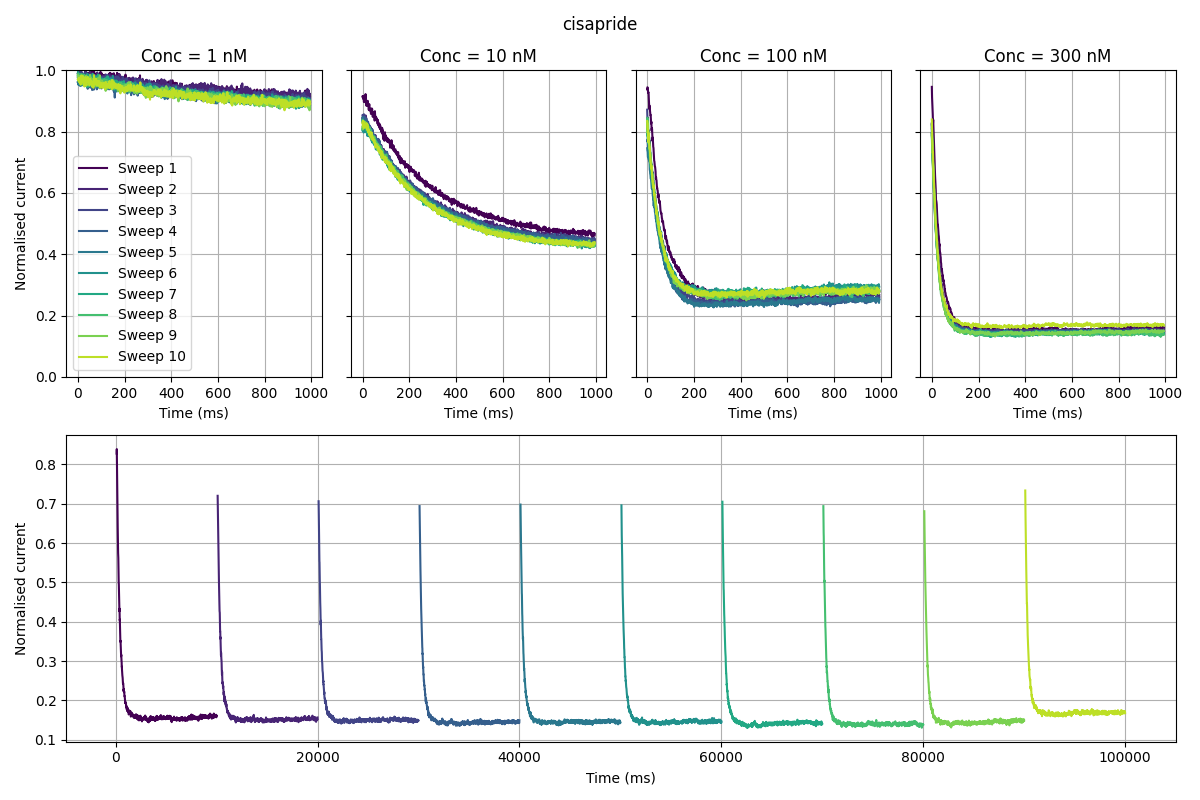 cisapride
Conc = 1 nM
Conc = 10 nM
Conc = 100 nM
Conc = 300 nM
Normalised current
1.0
0.8
0.6
0.4
0.2
0.0
Sweep 1
Sweep 2
Sweep 3
Sweep 4
Sweep 5
Sweep 6
Sweep 7
Sweep 8
Sweep 9
Sweep 10
0 200 400 600 800 1000
0 200 400 600 800 1000
0 200 400 600 800 1000
0 200 400 600 800 1000
Time (ms)
Time (ms)
Time (ms)
Time (ms)
Normalised current
0.8
0.7
0.6
0.5
0.4
0.3
0.2
0.1
0 20000 40000 60000 80000 100000
Time (ms)